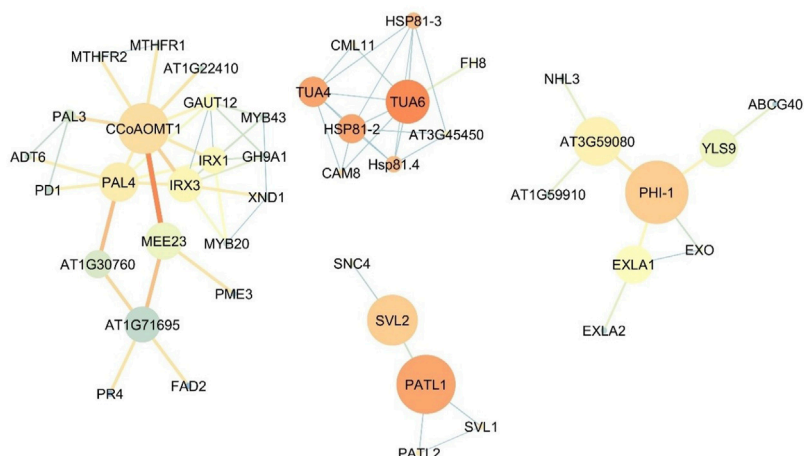 MTHFR2
MTHFR1
AT1G22410
PAL3
CCoAOMT1
GAUT12
MYB43
ADT6
IRX1
GH9A1
PD1
PAL4
IRX3
XND1
MEE23
MYB20
AT1G30760
PME3
AT1G71695
PR4
FAD2
HSP81-3
CML11
FH8
TUA4
TUA6
HSP81-2
AT3G45450
CAM8
Hsp81.4
SNC4
SVL2
PATL1
SVL1
PATL2
NHL3
ABCG40
AT3G59080
YLS9
AT1G59910
PHI-1
EXO
EXLA1
EXLA2